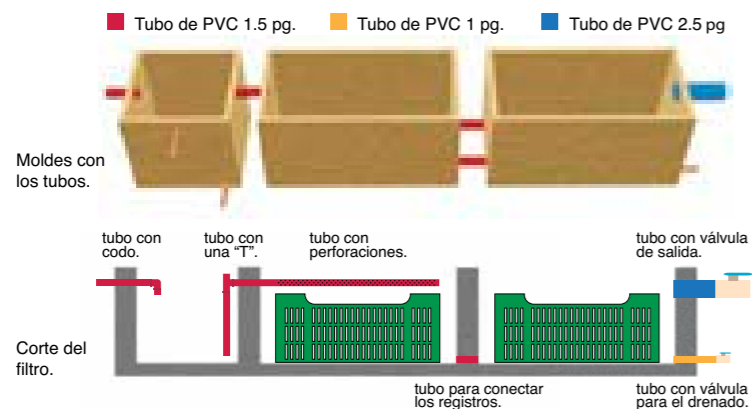 Tubo de PVC 1.5 pg.
Tubo de PVC 1 pg.
Tubo de PVC 2.5 pg
Moldes con
los tubos.
tubo con
codo.
tubo con
una "T".
tubo con
perforaciones.
tubo con válvula
de salida.
Corte del
filtro.
tubo para conectar
los registros.
tubo con válvula
para el drenado.